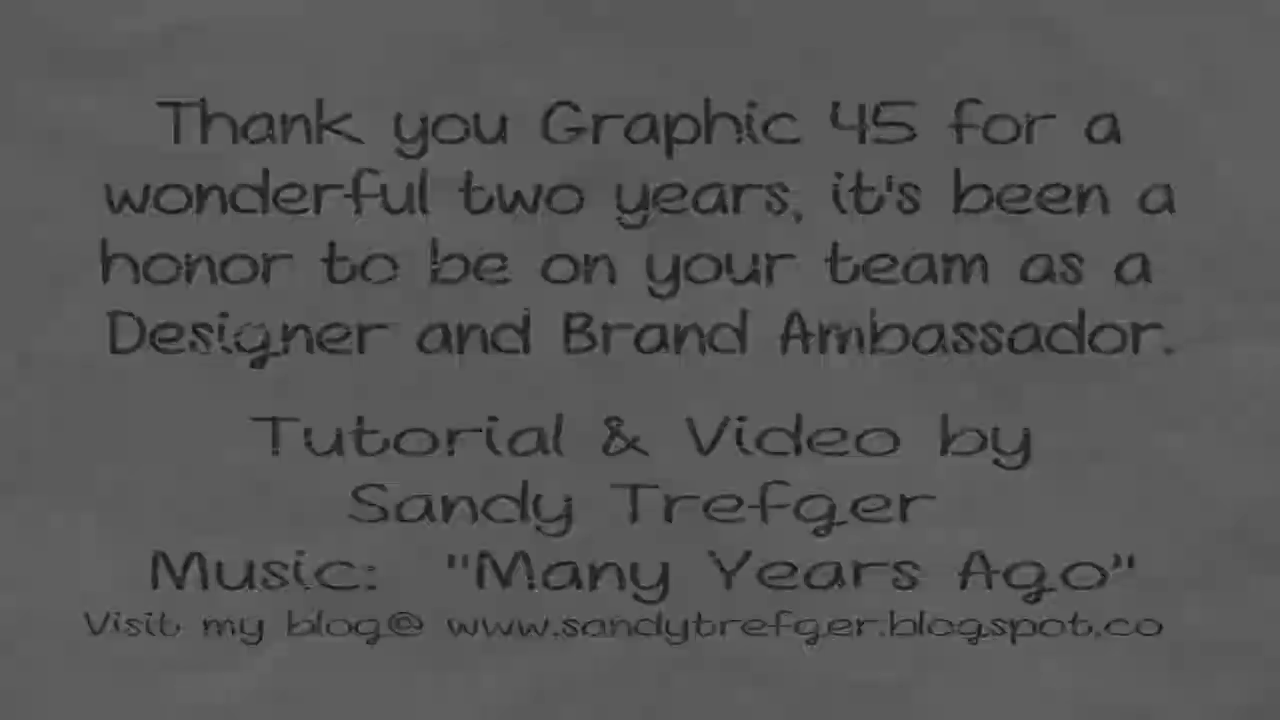 Thank you Graphic 45 for a
wonderful two years, it's been a
honor to be on your team as a
Designer and Brand Ambassador.
Tutorial & Video by
Sandy Trefger
Music: "Many Years Ago"
Visit my blog@ www.sandytrefger.blogspot.co